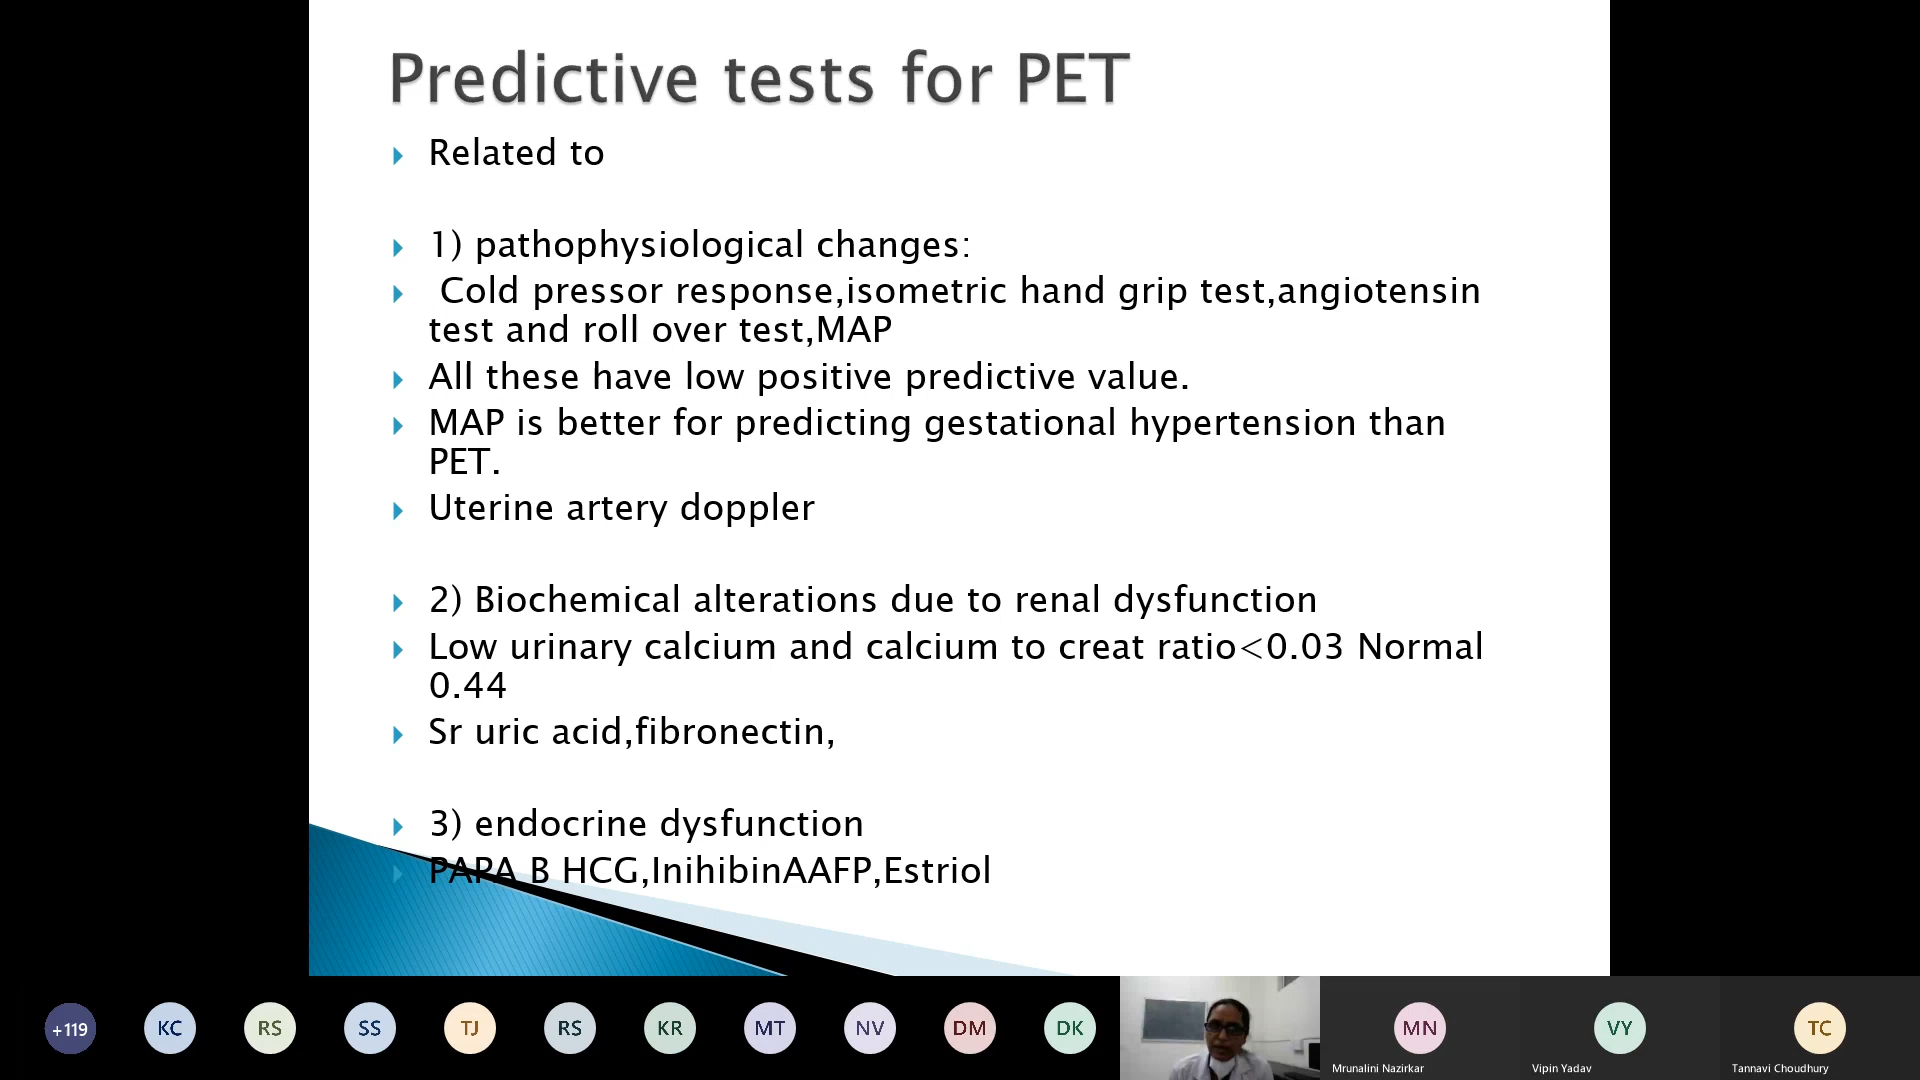 Predictive tests for PET
Related to
1) pathophysiological changes:
Cold pressor response,isometric hand grip test,angiotensin
test and roll over test,MAP
All these have low positive predictive value.
MAP is better for predicting gestational hypertension than
PET.
Uterine artery doppler
2) Biochemical alterations due to renal dysfunction
Low urinary calcium and calcium to creat ratio<0.03 Normal
0.44
Sr uric acid,fibronectin,
3) endocrine dysfunction
PAPA B HCG,InihibinAAFP,Estriol
+119 KC RS SS TJ RS KR MT NV DM DK MN VY TC
Mrunalini Nazirkar Vipin Yadav Tannavi Choudhury